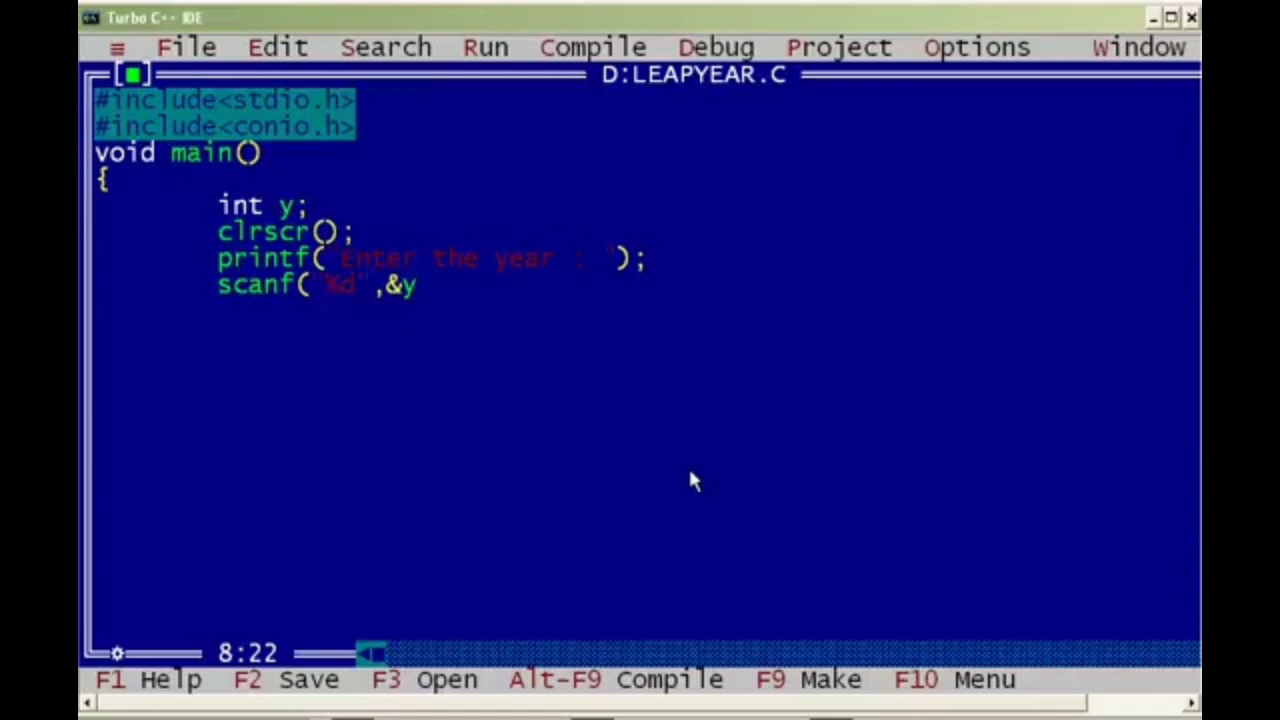 Turbo C++ IDE
≡ File Edit Search Run Compile Debug Project Options Window
[■] D:LEAPYEAR.C
#include<stdio.h>
#include<conio.h>
void main()
{
int y;
clrscr();
printf("Enter the year : ");
scanf("%d",&y
8:22
F1 Help F2 Save F3 Open Alt-F9 Compile F9 Make F10 Menu